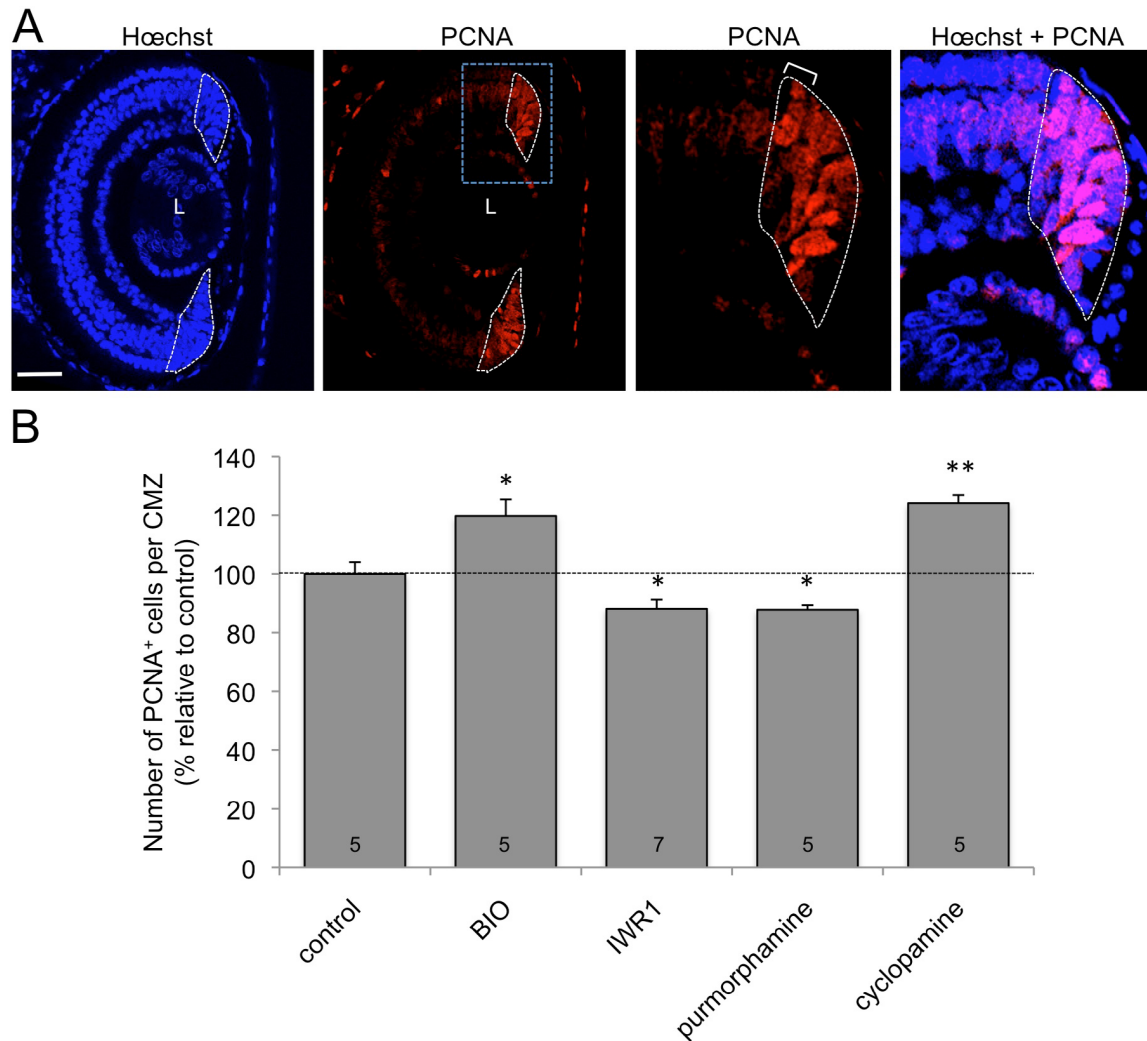 A
Hœchst
PCNA
PCNA
Hœchst + PCNA
L
L
B
Number of PCNA⁺ cells per CMZ
(% relative to control)
140
120
100
80
60
40
20
0
*
*
*
**
5
5
7
5
5
control
BIO
IWR1
purmorphamine
cyclopamine